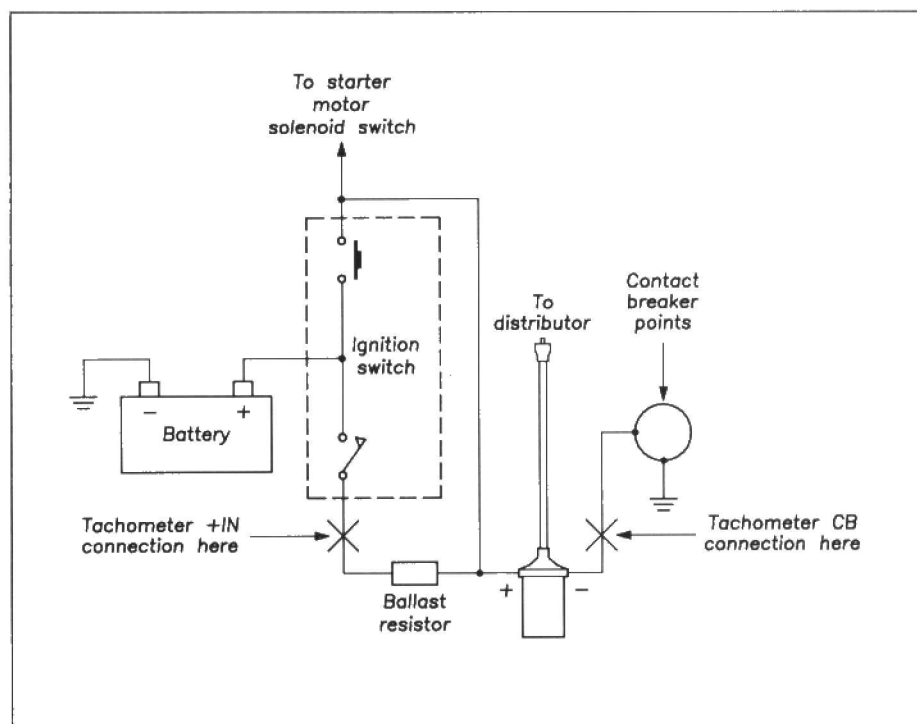 To starter
motor
solenoid switch
Contact
breaker
points
To
distributor
Ignition
switch
− +
Battery
Tachometer +IN
connection here
Tachometer CB
connection here
+ −
Ballast
resistor